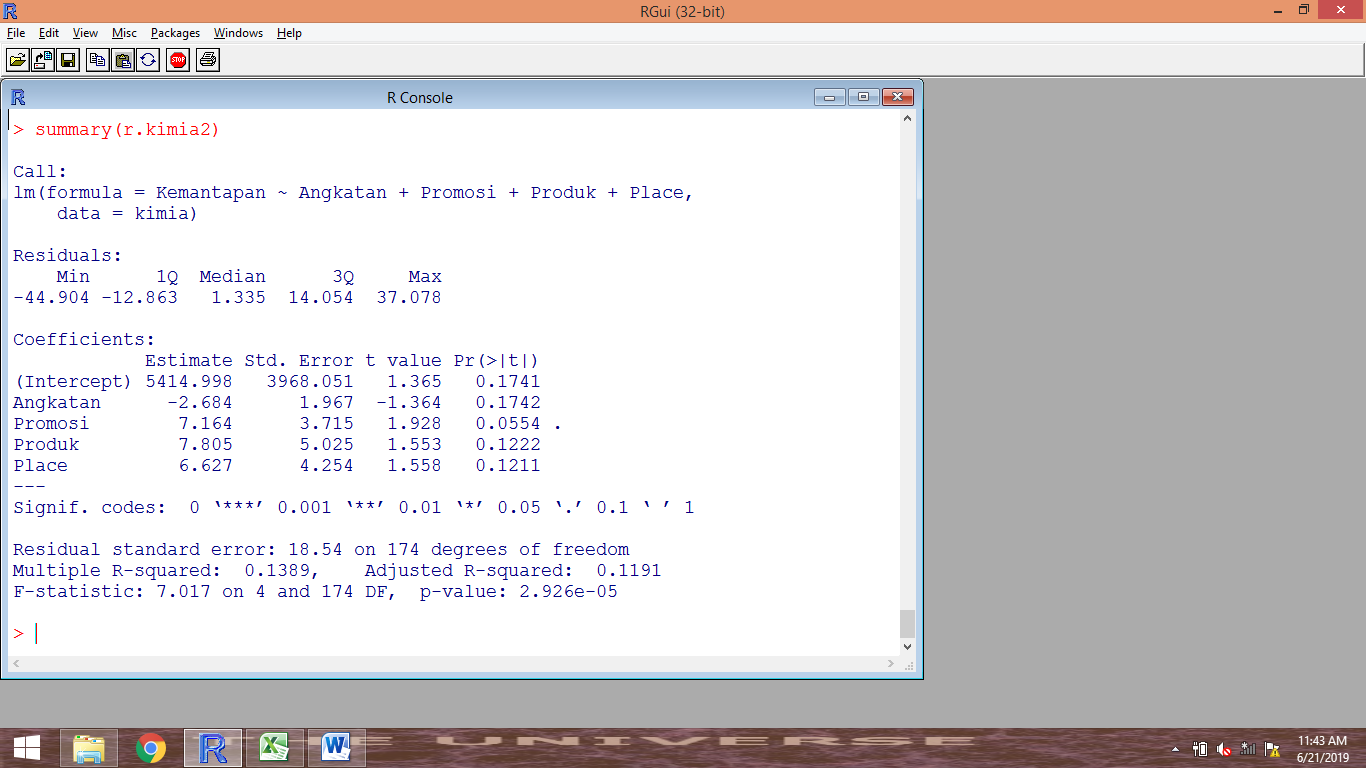 RGui (32-bit)
File Edit View Misc Packages Windows Help
STOP
R Console
> summary(r.kimia2)
Call:
lm(formula = Kemantapan ~ Angkatan + Promosi + Produk + Place,
    data = kimia)
Residuals:
    Min      1Q  Median      3Q     Max
-44.904 -12.863   1.335  14.054  37.078
Coefficients:
            Estimate Std. Error t value Pr(>|t|)
(Intercept) 5414.998   3968.051   1.365   0.1741
Angkatan      -2.684      1.967  -1.364   0.1742
Promosi        7.164      3.715   1.928   0.0554 .
Produk         7.805      5.025   1.553   0.1222
Place          6.627      4.254   1.558   0.1211
---
Signif. codes:  0 ‘***’ 0.001 ‘**’ 0.01 ‘*’ 0.05 ‘.’ 0.1 ‘ ’ 1
Residual standard error: 18.54 on 174 degrees of freedom
Multiple R-squared:  0.1389,    Adjusted R-squared:  0.1191
F-statistic: 7.017 on 4 and 174 DF,  p-value: 2.926e-05
>
UNIVERSE
11:43 AM
6/21/2019